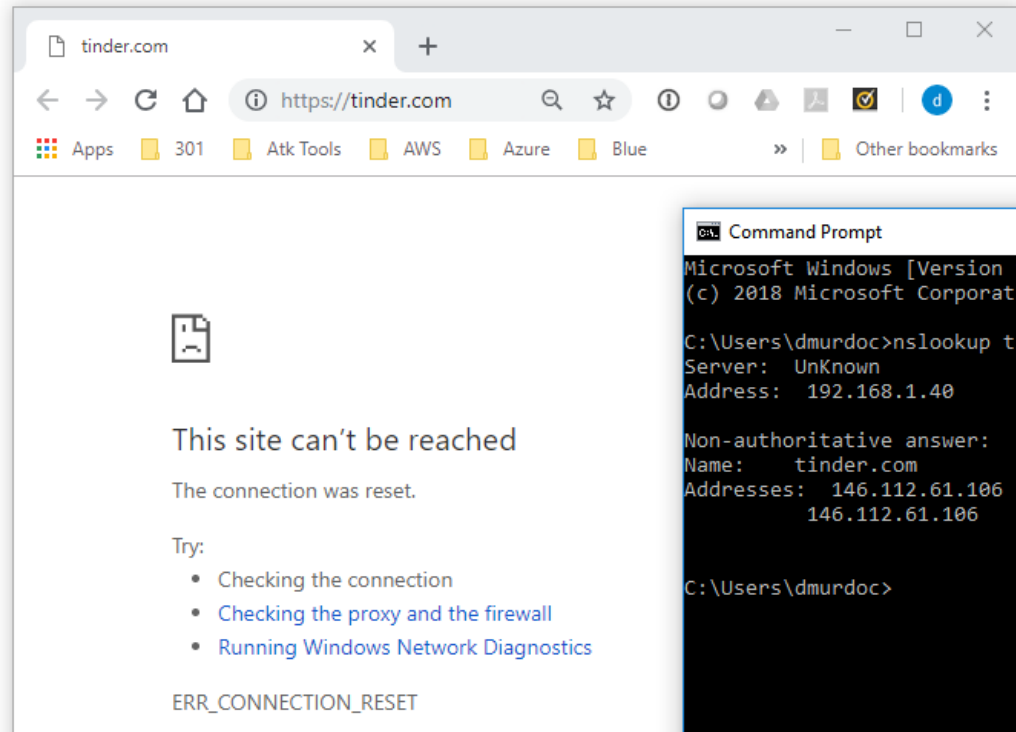 tinder.com
https://tinder.com
d
Apps 301 Atk Tools AWS Azure Blue » Other bookmarks
This site can't be reached
The connection was reset.
Try:
• Checking the connection
• Checking the proxy and the firewall
• Running Windows Network Diagnostics
ERR_CONNECTION_RESET
Command Prompt
Microsoft Windows [Version
(c) 2018 Microsoft Corporat
C:\Users\dmurdoc>nslookup t
Server: UnKnown
Address: 192.168.1.40
Non-authoritative answer:
Name: tinder.com
Addresses: 146.112.61.106
146.112.61.106
C:\Users\dmurdoc>